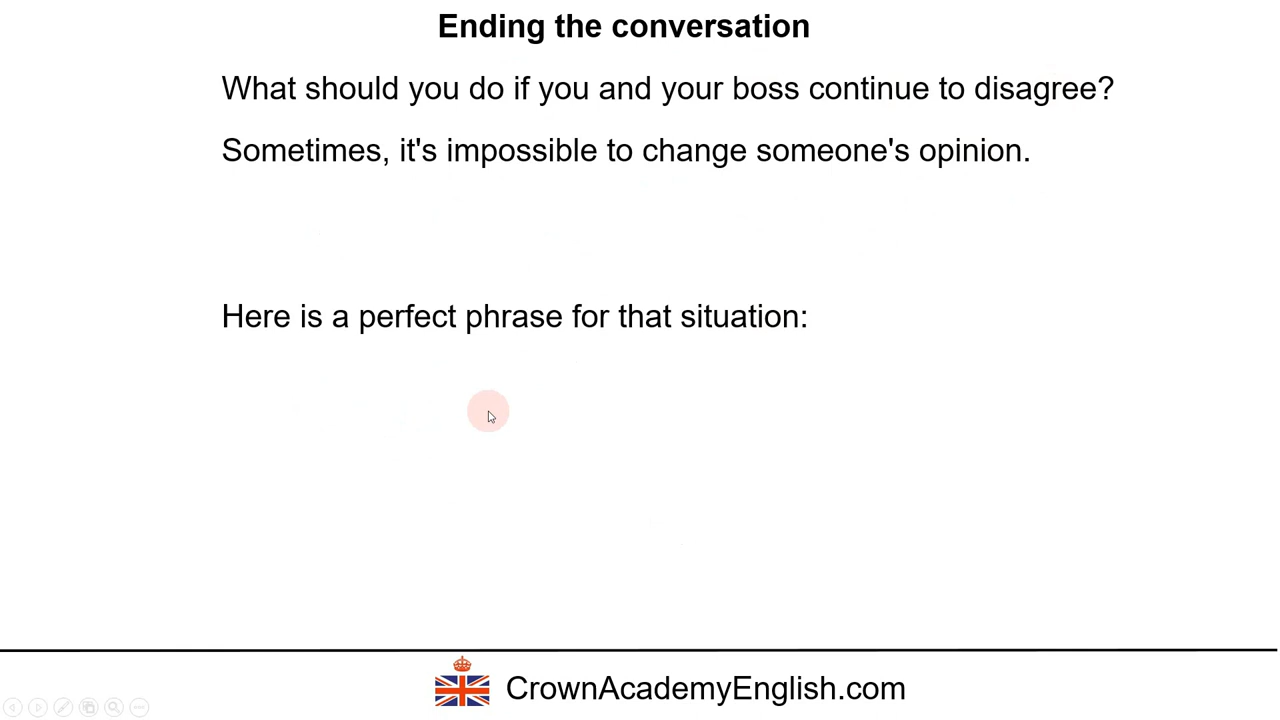 Ending the conversation
What should you do if you and your boss continue to disagree?
Sometimes, it's impossible to change someone's opinion.
Here is a perfect phrase for that situation:
CrownAcademyEnglish.com